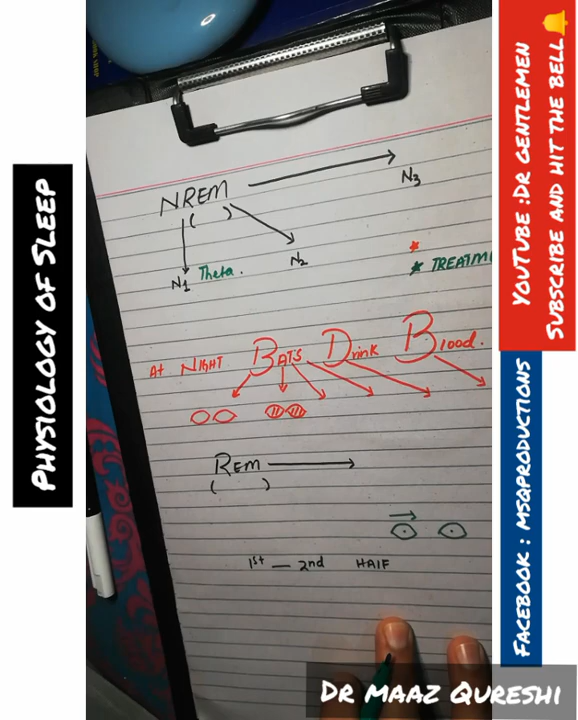 PHYSIOLOGY OF SLEEP
YOUTUBE :DR GENTLEMEN
SUBSCRIBE AND HIT THE BELL
FACEBOOK : MSQPRODUCTIONS
NREM
( )
N3
N1 Theta.
N2
TREATM
At NIGHT BATS Drink Blood.
REM
( )
1st — 2nd HAIF
DR MAAZ QURESHI